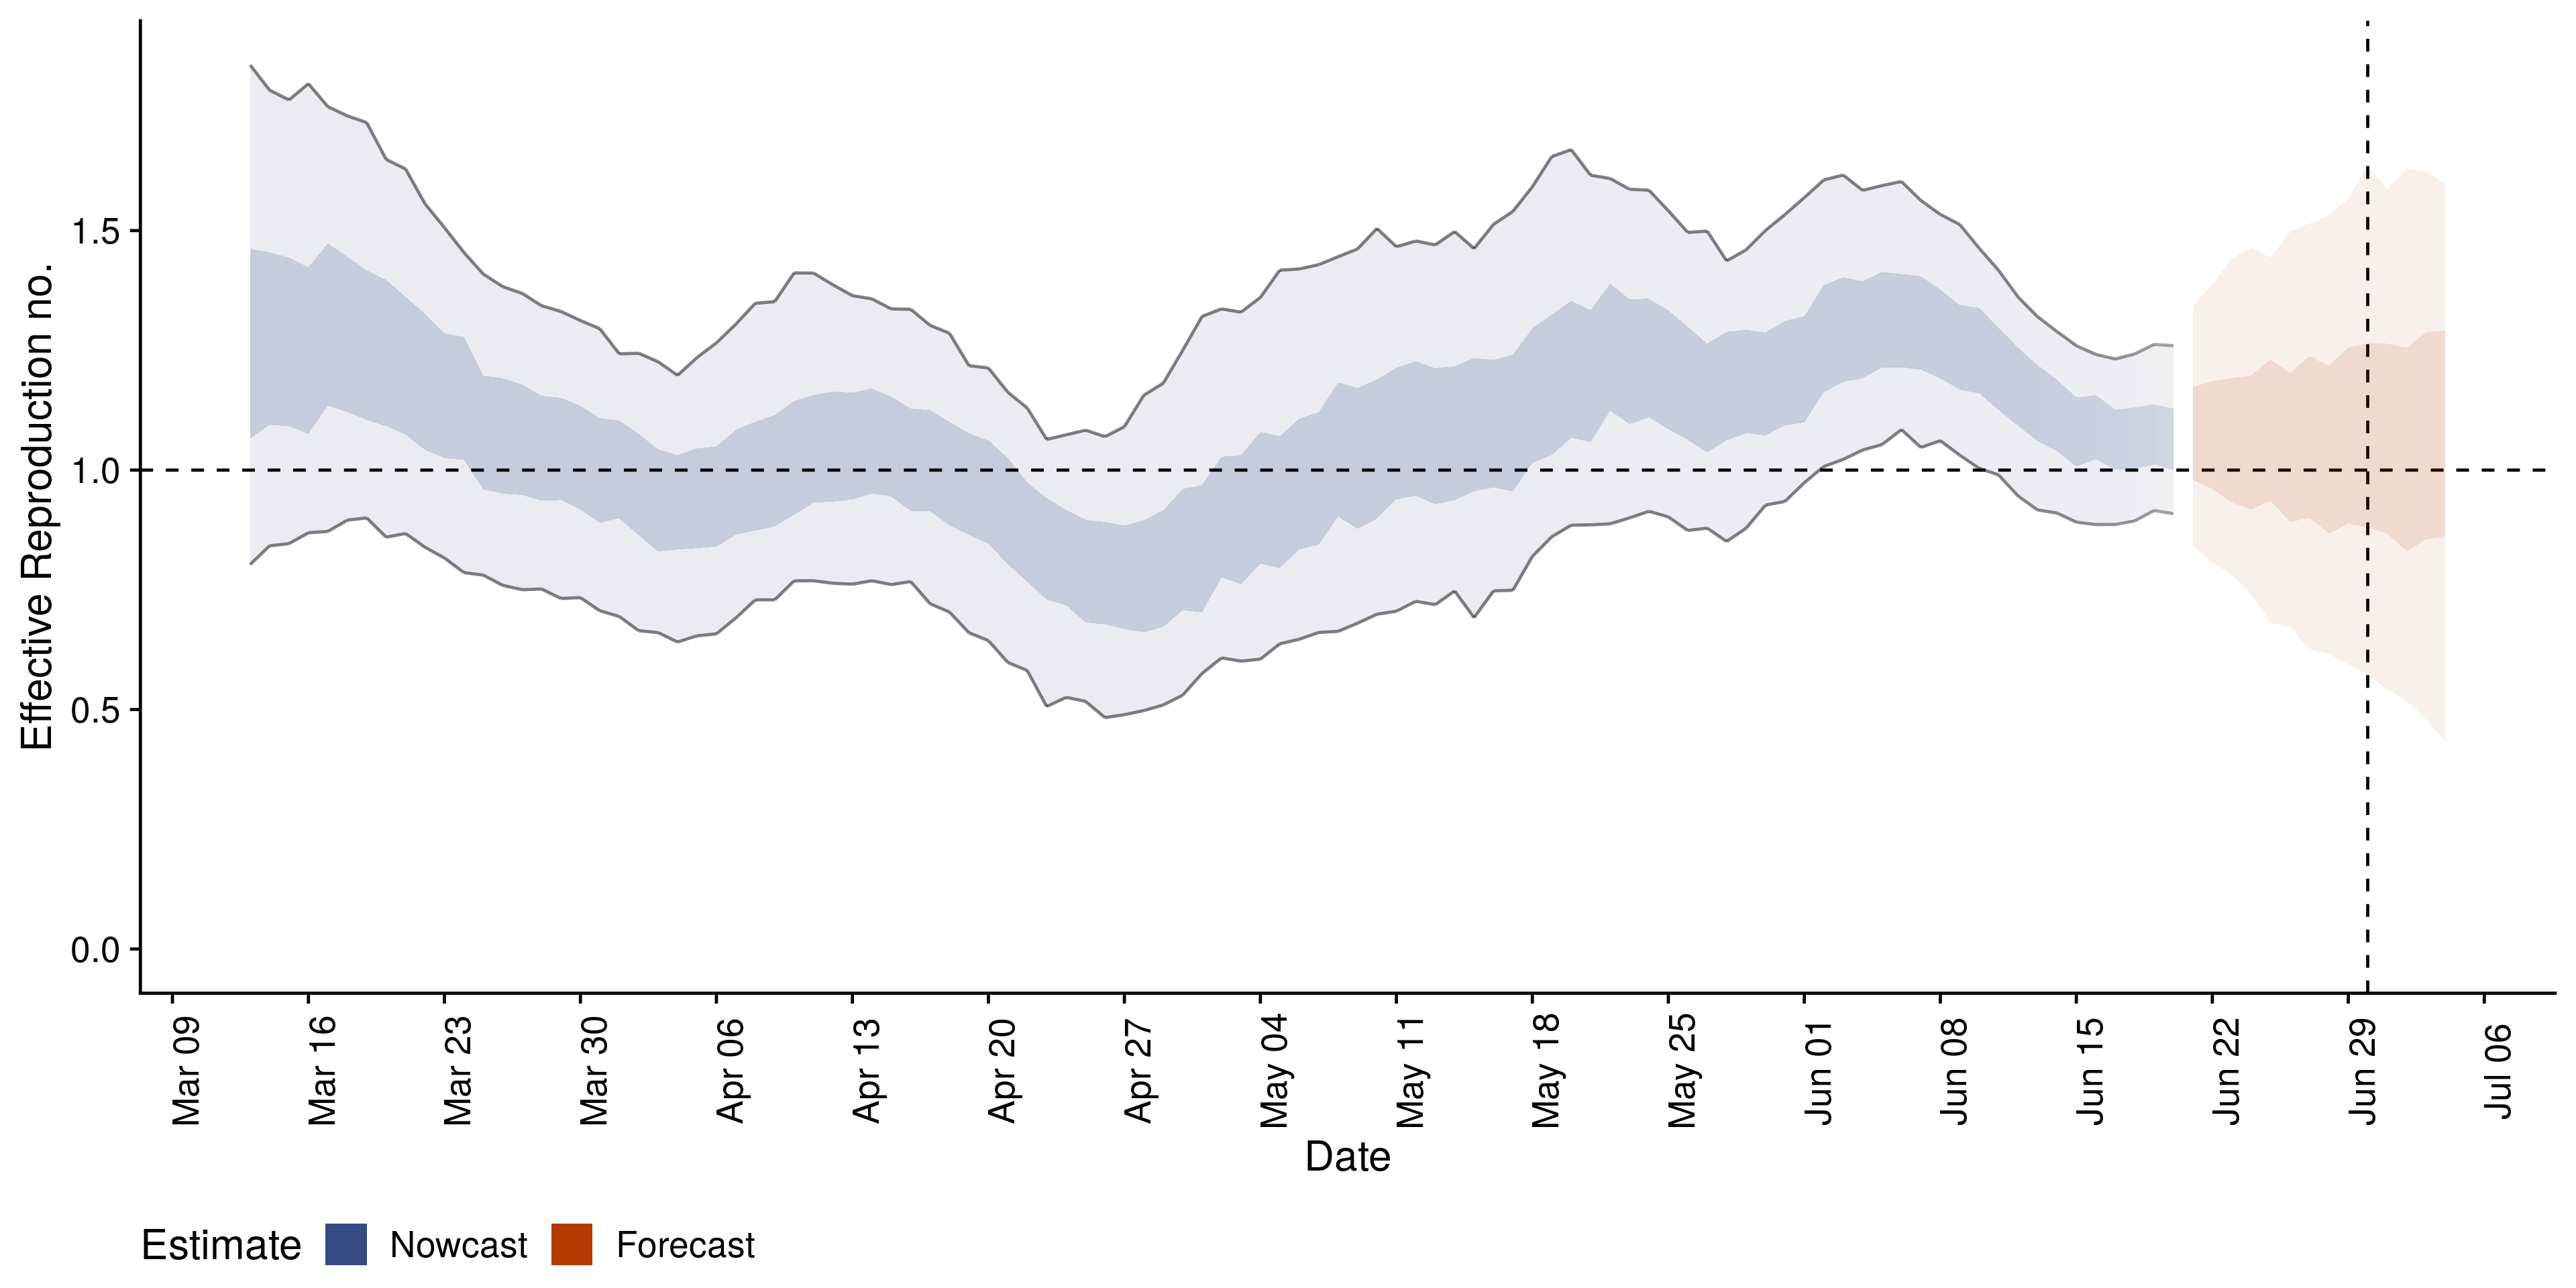 Effective Reproduction no.
1.5
1.0
0.5
0.0
Mar 09
Mar 16
Mar 23
Mar 30
Apr 06
Apr 13
Apr 20
Apr 27
May 04
May 11
May 18
May 25
Jun 01
Jun 08
Jun 15
Jun 22
Jun 29
Jul 06
Date
Estimate Nowcast Forecast